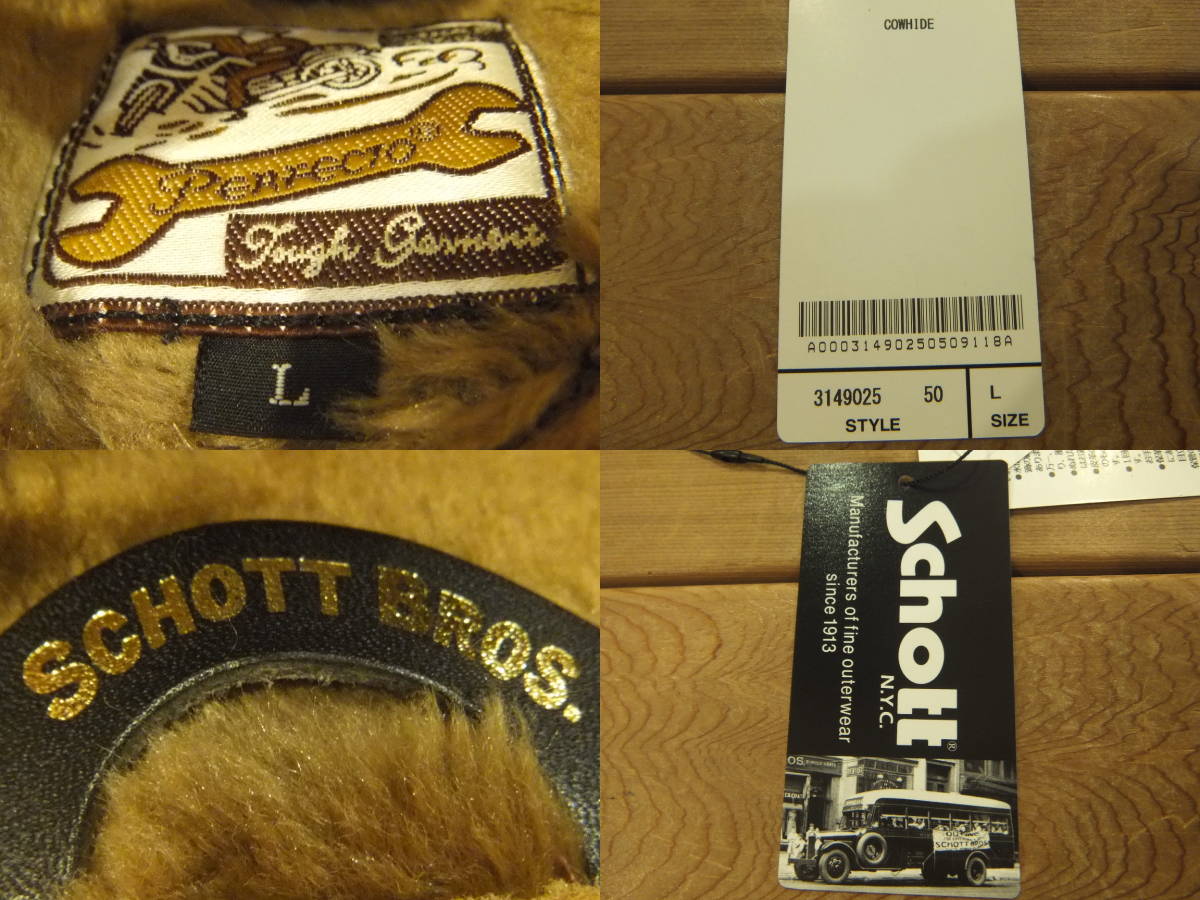 PERFECTO®
Tough Garment
L
COWHIDE
A00031490250509118A
3149025 50
STYLE
L
SIZE
SCHOTT BROS.
Schott®
N.Y.C.
Manufacturers of fine outerwear
since 1913
SCHOTT BROS